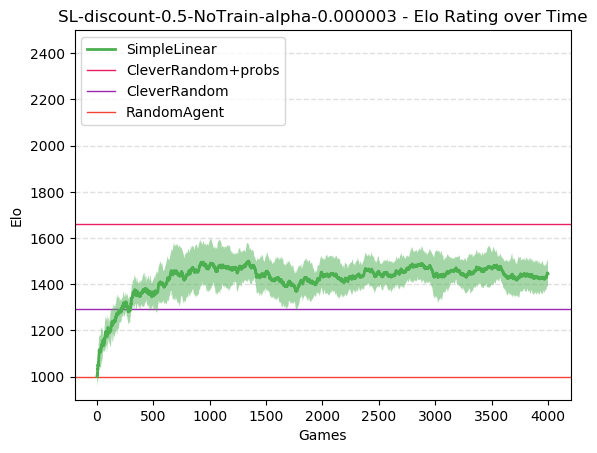 SL-discount-0.5-NoTrain-alpha-0.000003 - Elo Rating over Time
SimpleLinear
CleverRandom+probs
CleverRandom
RandomAgent
Elo
2400
2200
2000
1800
1600
1400
1200
1000
0 500 1000 1500 2000 2500 3000 3500 4000
Games